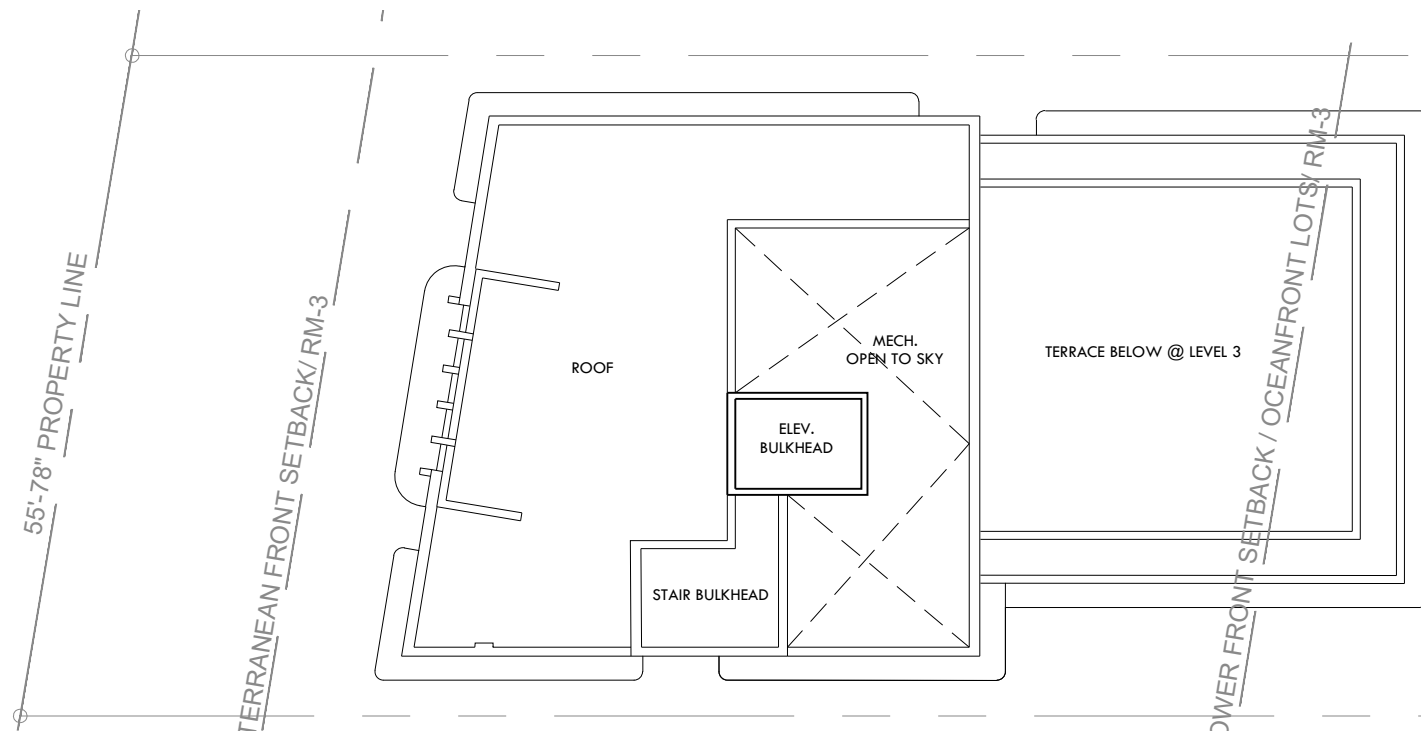 55'-78" PROPERTY LINE
TERRANEAN FRONT SETBACK/ RM-3
ROOF
MECH.
OPEN TO SKY
ELEV.
BULKHEAD
STAIR BULKHEAD
TERRACE BELOW @ LEVEL 3
OWER FRONT SETBACK / OCEANFRONT LOTS/ RM-3